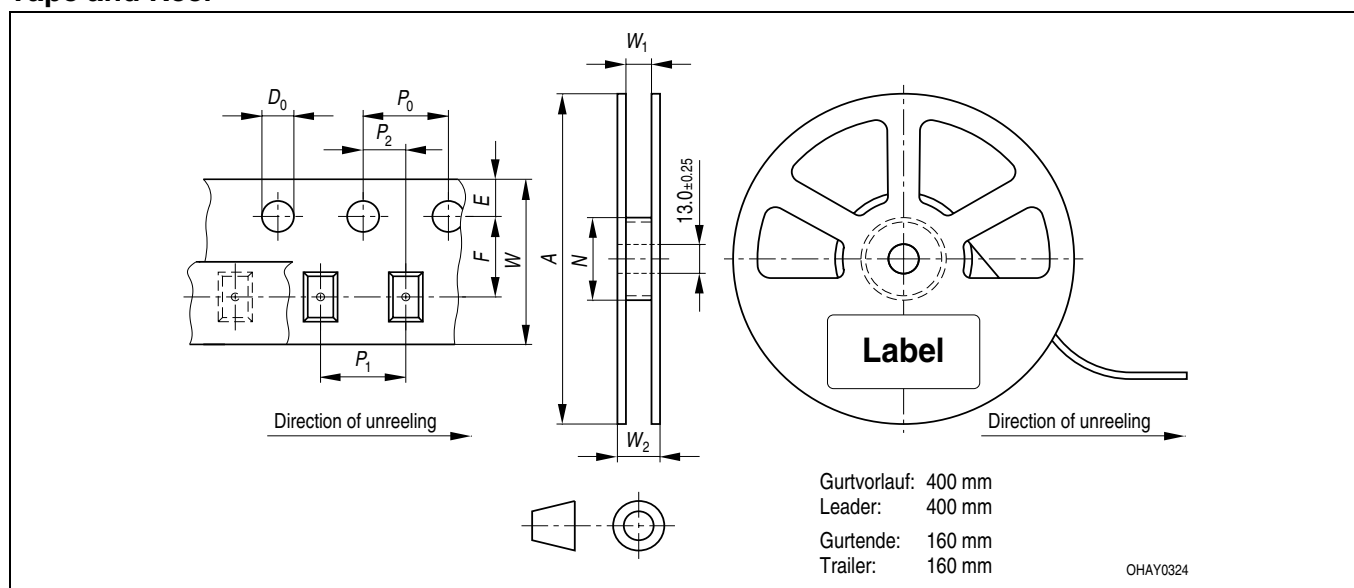 Tape and Reel
W1
D0
P0
P2
E
F
W
A
N
13.0±0.25
P1
Label
Direction of unreeling
W2
Direction of unreeling
Gurtvorlauf: 400 mm
Leader: 400 mm
Gurtende: 160 mm
Trailer: 160 mm
OHAY0324